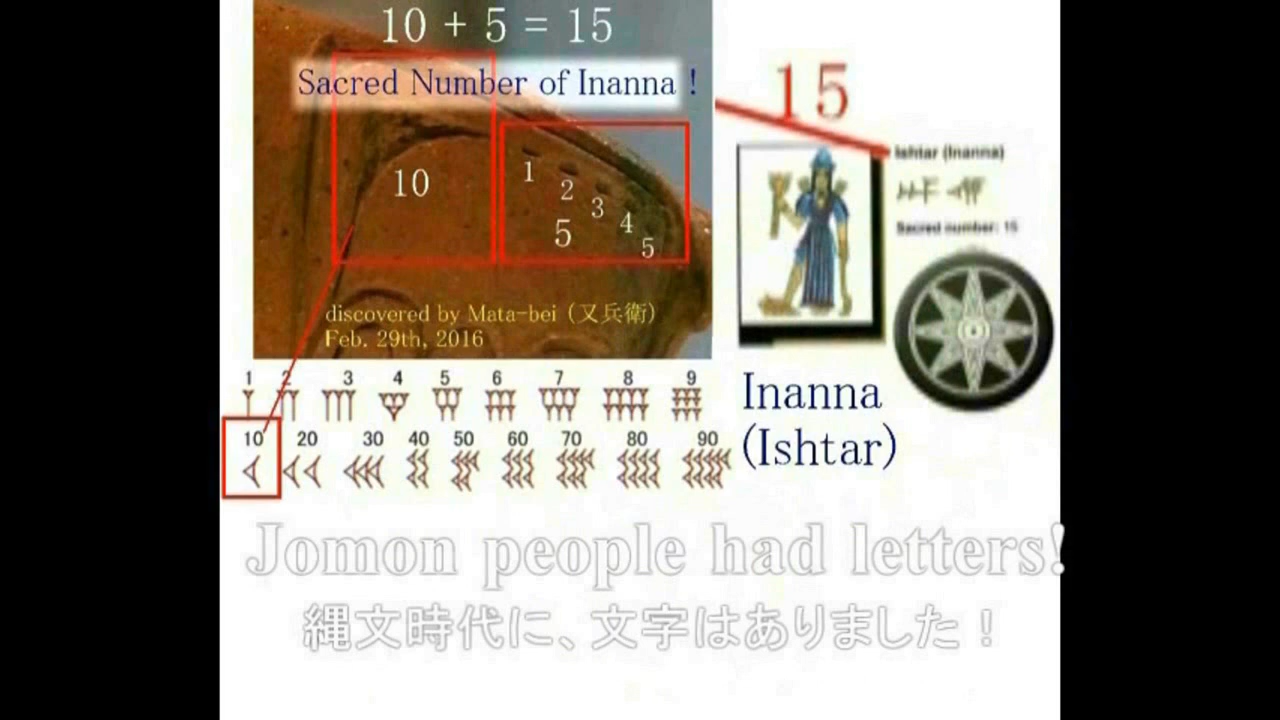 10 + 5 = 15
Sacred Number of Inanna !
10
1
2
3
4
5
5
discovered by Mata-bei (又兵衛)
Feb. 29th, 2016
15
Ishtar (Inanna)
Sacred number: 15
Inanna
(Ishtar)
1 2 3 4 5 6 7 8 9
10 20 30 40 50 60 70 80 90
Jomon people had letters!
縄文時代に、文字はありました！